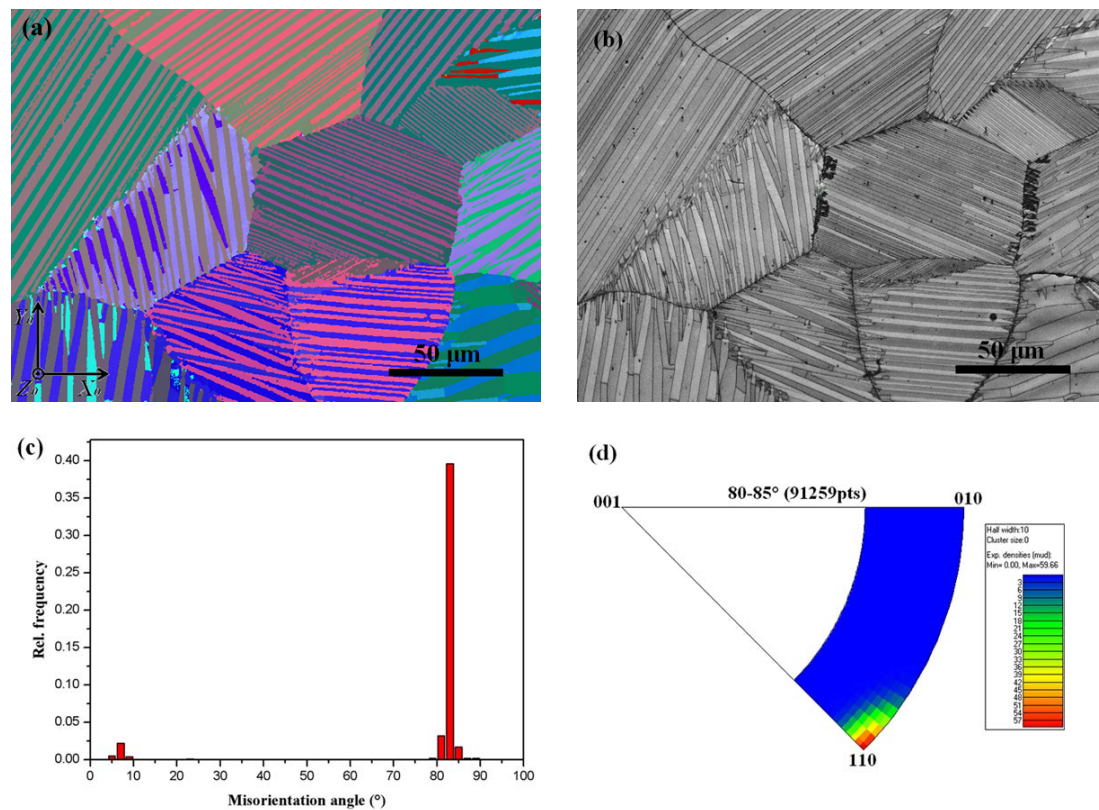 (a)
Y0
Z0
X0
50 µm
(b)
50 µm
(c)
Rel. frequency
0.40
0.35
0.30
0.25
0.20
0.15
0.10
0.05
0.00
0 10 20 30 40 50 60 70 80 90 100
Misorientation angle (°)
(d)
80-85° (91259pts)
001
010
110
Half width:10
Cluster size:0
Exp. densities (mud):
Min= 0.00, Max=59.66
3
6
9
12
15
18
21
24
27
30
33
36
39
42
45
48
51
54
57